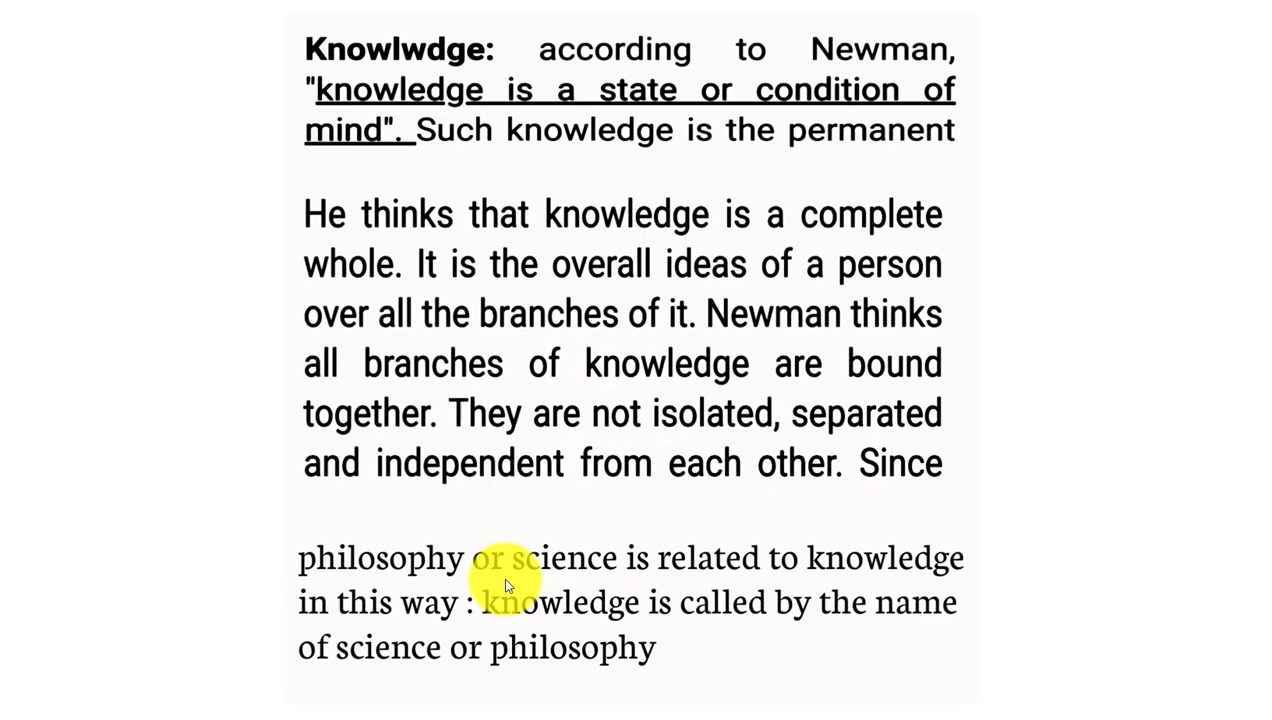 Knowlwdge: according to Newman,
"knowledge is a state or condition of
mind". Such knowledge is the permanent
He thinks that knowledge is a complete
whole. It is the overall ideas of a person
over all the branches of it. Newman thinks
all branches of knowledge are bound
together. They are not isolated, separated
and independent from each other. Since
philosophy or science is related to knowledge
in this way : knowledge is called by the name
of science or philosophy